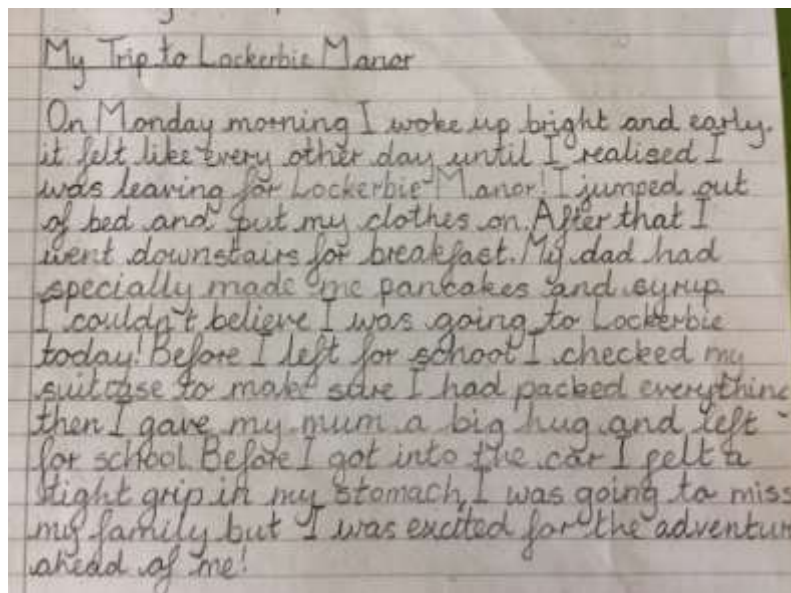 My Trip to Lockerbie Manor
On Monday morning I woke up bright and early.
it felt like every other day until I realised I
was leaving for Lockerbie Manor! I jumped out
of bed and put my clothes on. After that I
went downstairs for breakfast. My dad had
specially made me pancakes and syrup.
I couldn't believe I was going to Lockerbie
today! Before I left for school I checked my
suitcase to make sure I had packed everything
then I gave my mum a big hug and left
for school. Before I got into the car I felt a
tight grip in my stomach, I was going to miss
my family but I was excited for the adventur
ahead of me!